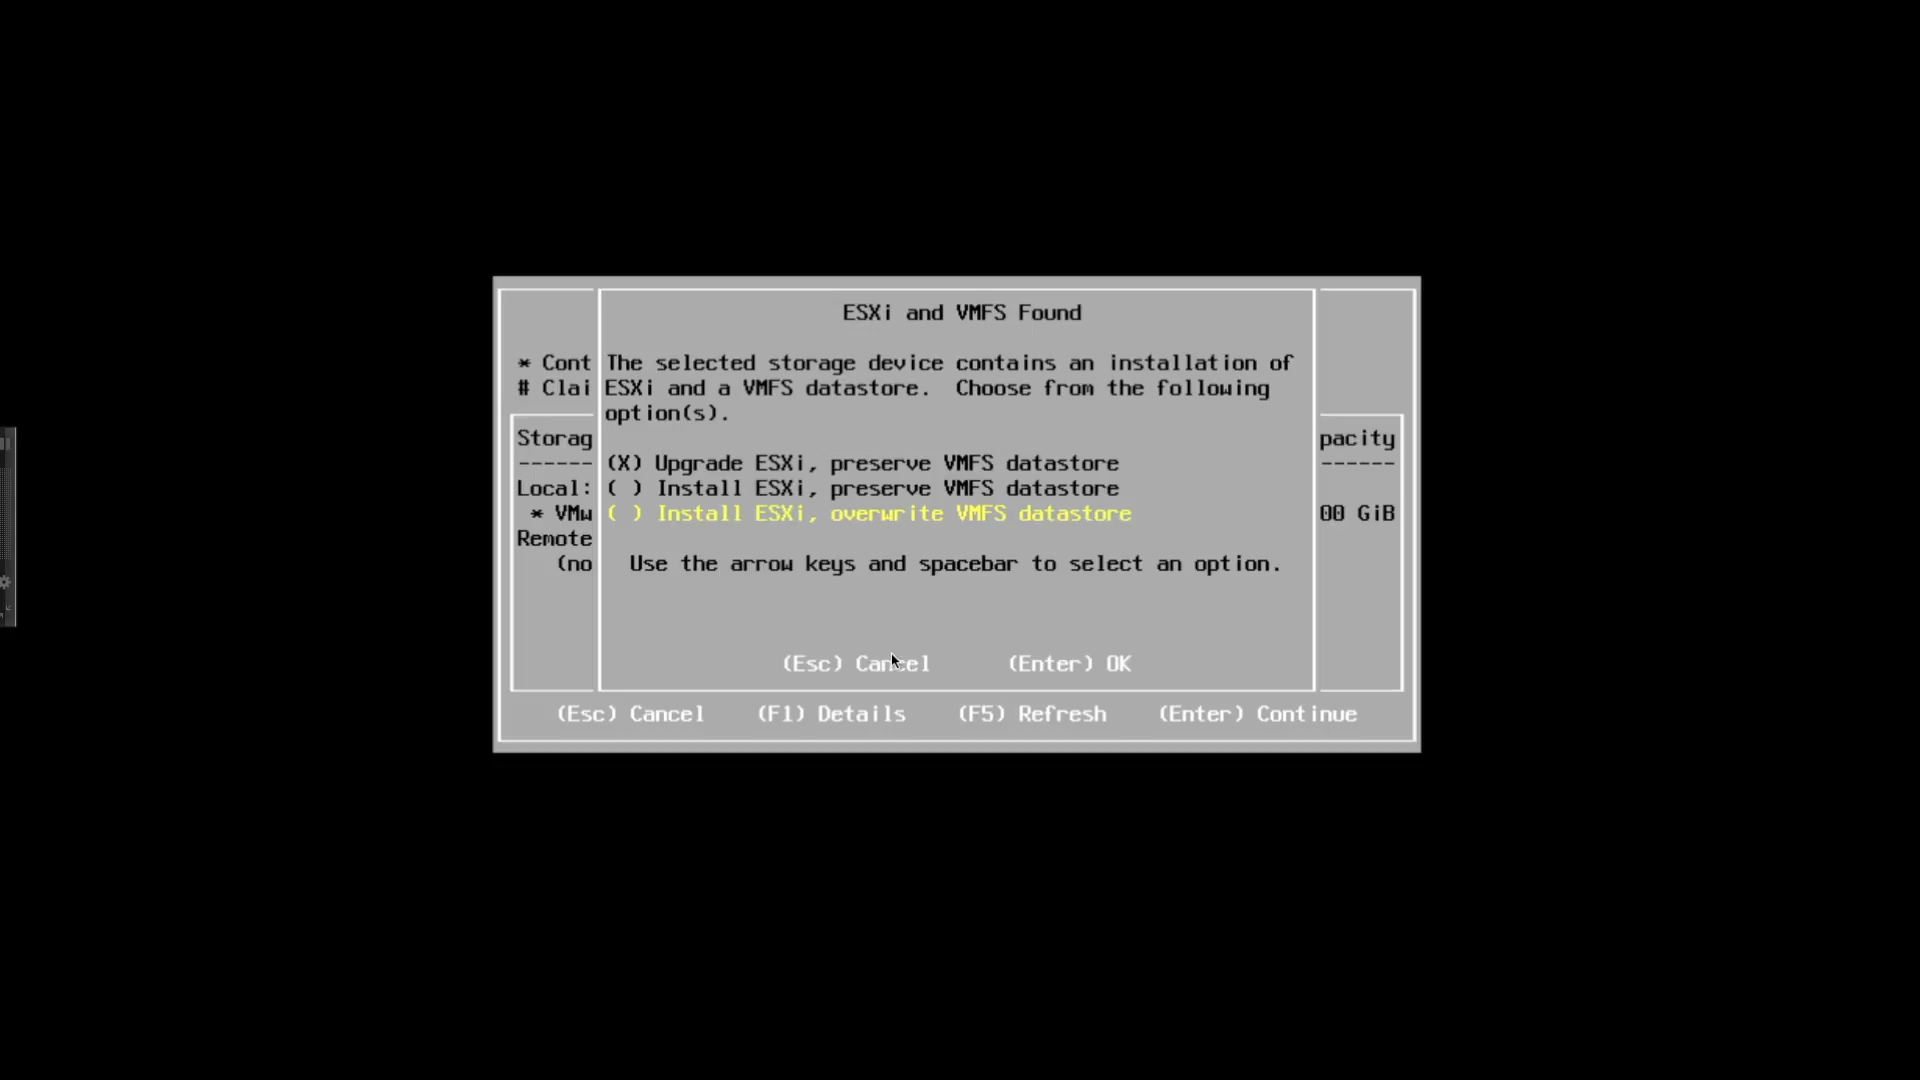 ESXi and VMFS Found
* Cont
The selected storage device contains an installation of
# Clai
ESXi and a VMFS datastore.  Choose from the following
option(s).
Storag
pacity
(X) Upgrade ESXi, preserve VMFS datastore
------
------
Local:
( ) Install ESXi, preserve VMFS datastore
* VMw
( ) Install ESXi, overwrite VMFS datastore
00 GiB
Remote
(no
Use the arrow keys and spacebar to select an option.
(Esc) Cancel (Enter) OK
(Esc) Cancel (F1) Details (F5) Refresh (Enter) Continue